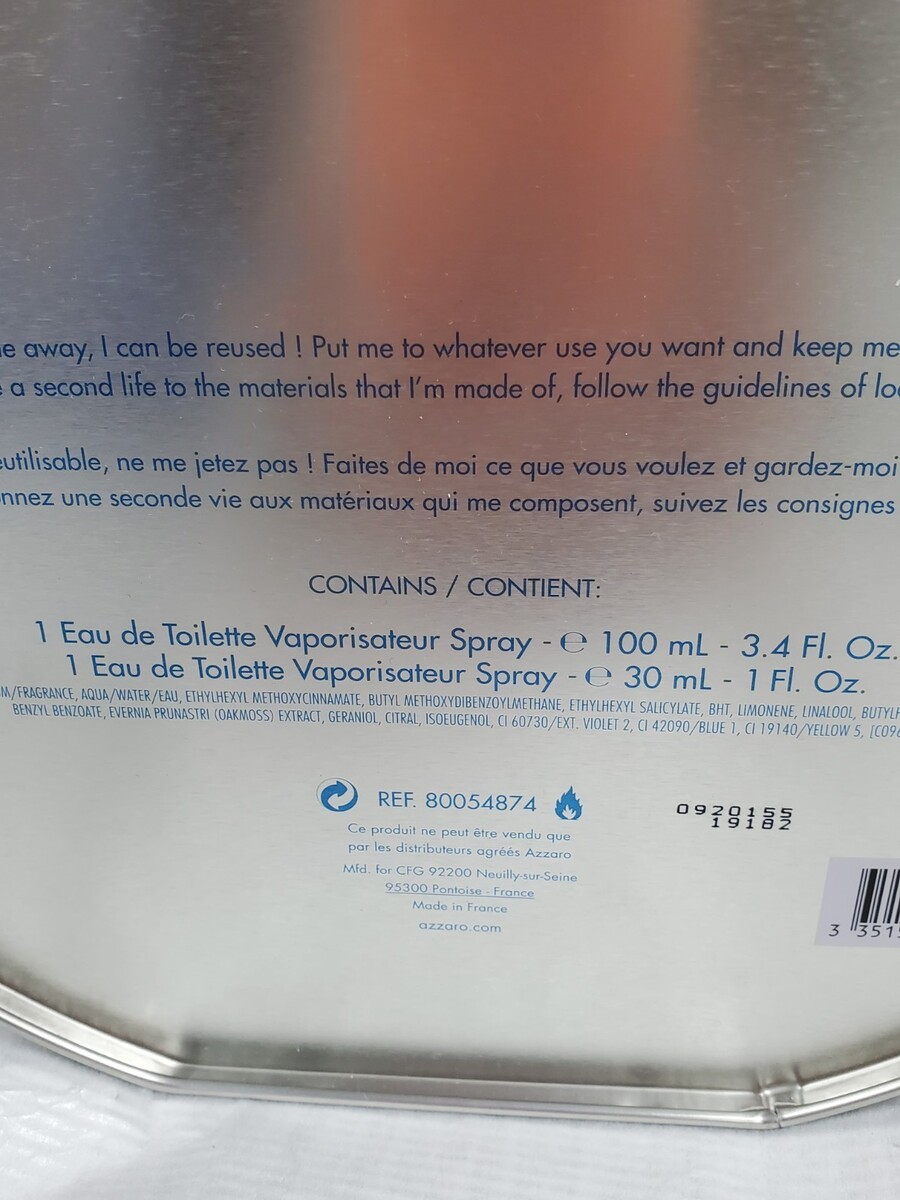 away, I can be reused ! Put me to whatever use you want and keep me
a second life to the materials that I'm made of, follow the guidelines of
utilisable, ne me jetez pas ! Faites de moi ce que vous voulez et gardez-moi
nnez une seconde vie aux matériaux qui me composent, suivez les consignes
CONTAINS / CONTIENT:
1 Eau de Toilette Vaporisateur Spray - ℮ 100 mL - 3.4 Fl. Oz.
1 Eau de Toilette Vaporisateur Spray - ℮ 30 mL - 1 Fl. Oz.
M/FRAGRANCE, AQUA/WATER/EAU, ETHYLHEXYL METHOXYCINNAMATE, BUTYL METHOXYDIBENZOYLMETHANE, ETHYLHEXYL SALICYLATE, BHT, LIMONENE, LINALOOL,
BENZYL BENZOATE, EVERNIA PRUNASTRI (OAKMOSS) EXTRACT, GERANIOL, CITRAL, ISOEUGENOL, CI 60730/EXT. VIOLET 2, CI 42090/BLUE 1, CI 19140/YELLOW 5,
REF. 80054874
0920155
19182
Ce produit ne peut être vendu que
par les distributeurs agréés Azzaro
Mfd. for CFG 92200 Neuilly-sur-Seine
95300 Pontoise - France
Made in France
azzaro.com
3 351